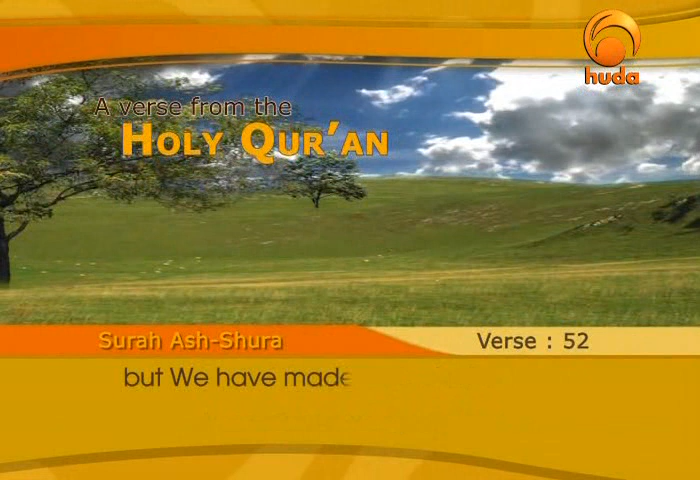 huda
A verse from the
HOLY QUR'AN
Surah Ash-Shura
Verse : 52
but We have made